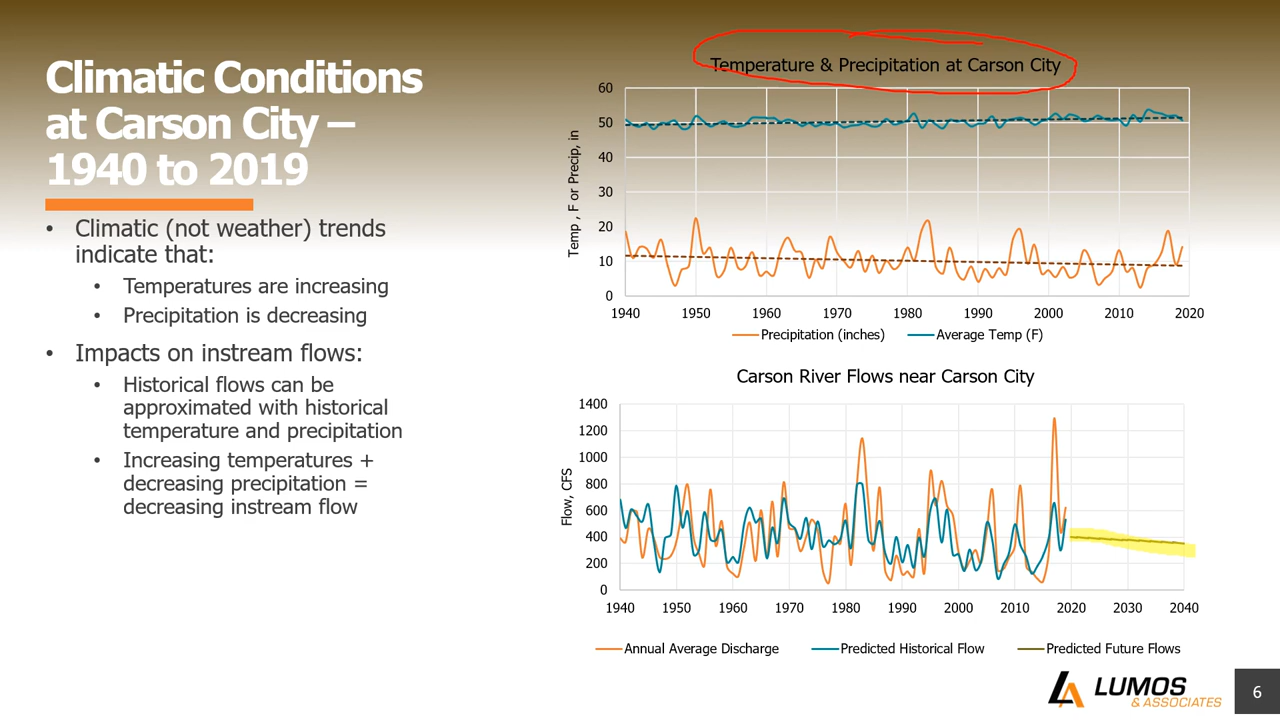 Climatic Conditions
at Carson City –
1940 to 2019
• Climatic (not weather) trends
indicate that:
• Temperatures are increasing
• Precipitation is decreasing
• Impacts on instream flows:
• Historical flows can be
approximated with historical
temperature and precipitation
• Increasing temperatures +
decreasing precipitation =
decreasing instream flow
Temperature & Precipitation at Carson City
Temp , F or Precip, in
60
50
40
30
20
10
0
1940 1950 1960 1970 1980 1990 2000 2010 2020
Precipitation (inches) Average Temp (F)
Carson River Flows near Carson City
Flow, CFS
1400
1200
1000
800
600
400
200
0
1940 1950 1960 1970 1980 1990 2000 2010 2020 2030 2040
Annual Average Discharge Predicted Historical Flow Predicted Future Flows
LUMOS
& ASSOCIATES
6